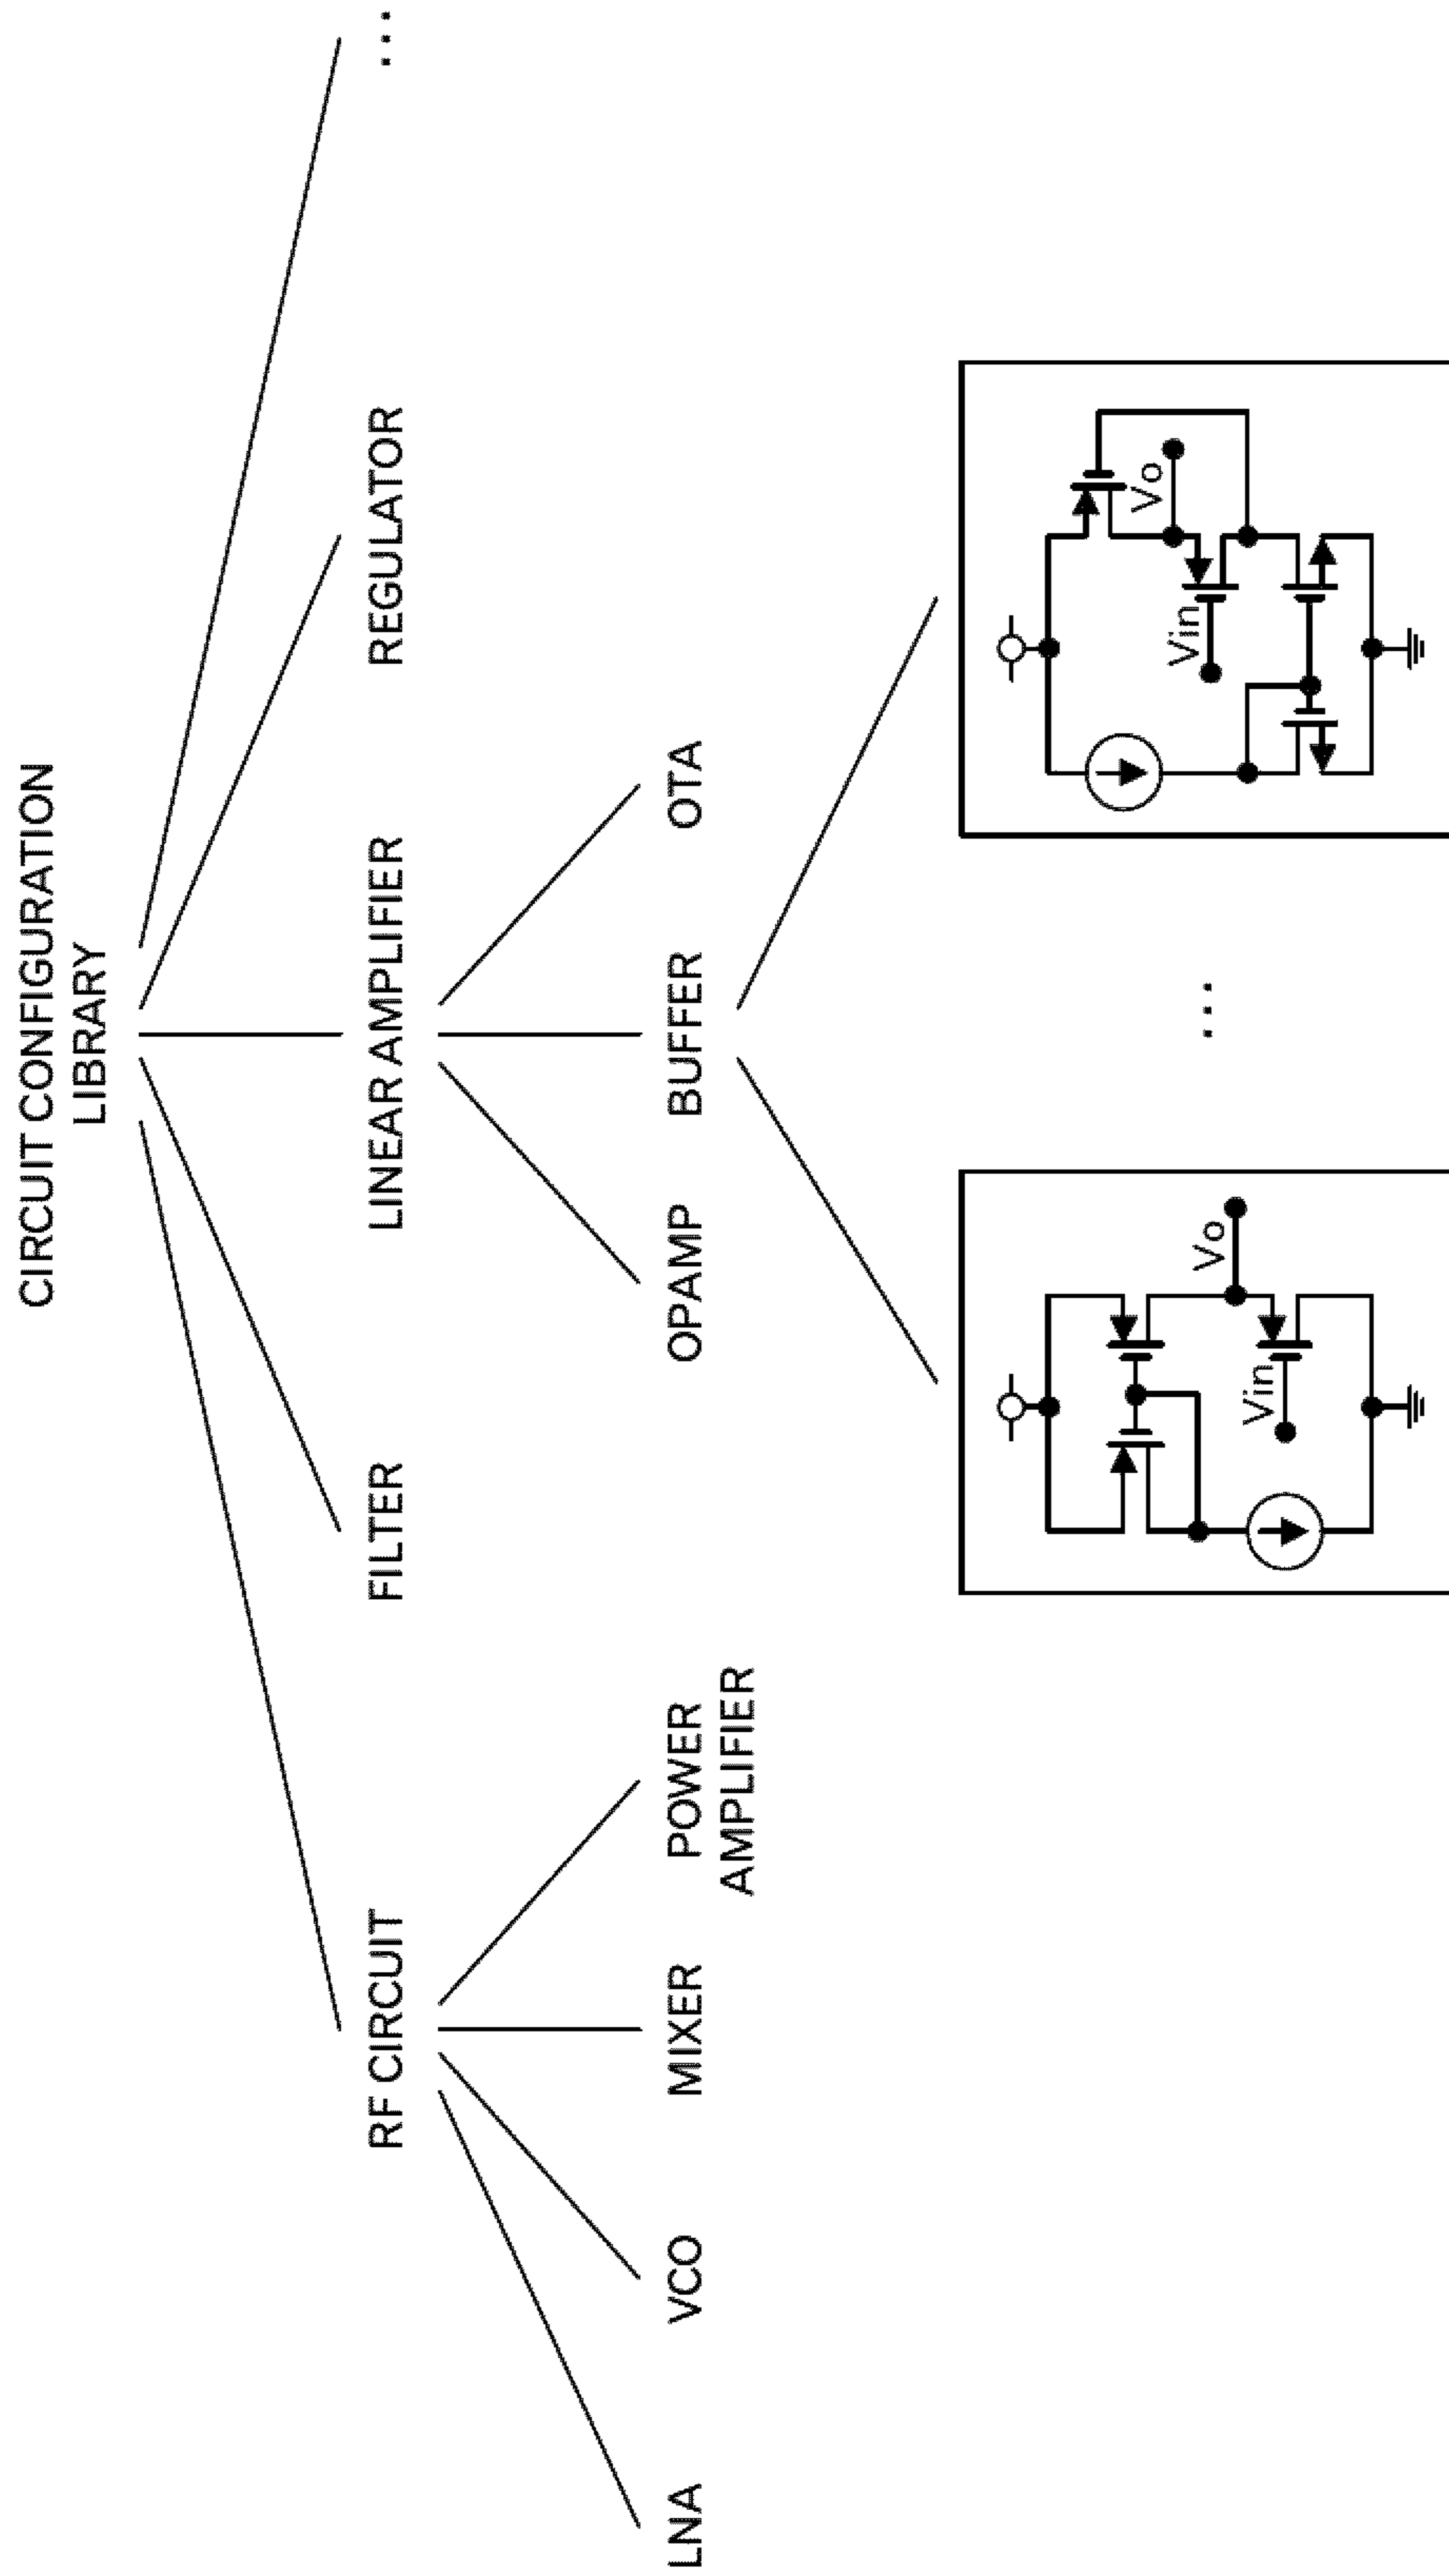 CIRCUIT CONFIGURATION
LIBRARY
RF CIRCUIT
FILTER
LINEAR AMPLIFIER
REGULATOR
...
LNA
VCO
MIXER
POWER
AMPLIFIER
OPAMP
BUFFER
OTA
Vin
Vo
...
Vin
Vo